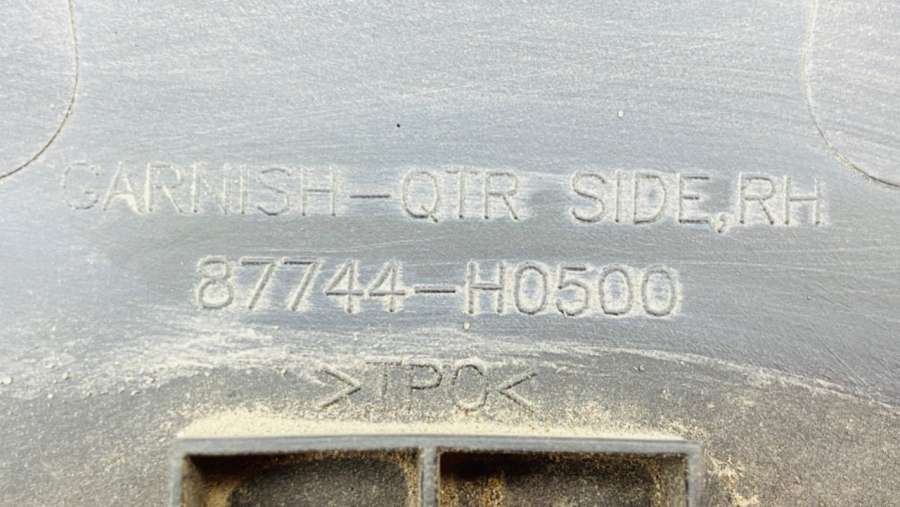 GARNISH-QTR SIDE,RH
87744-H0500
>TPO<